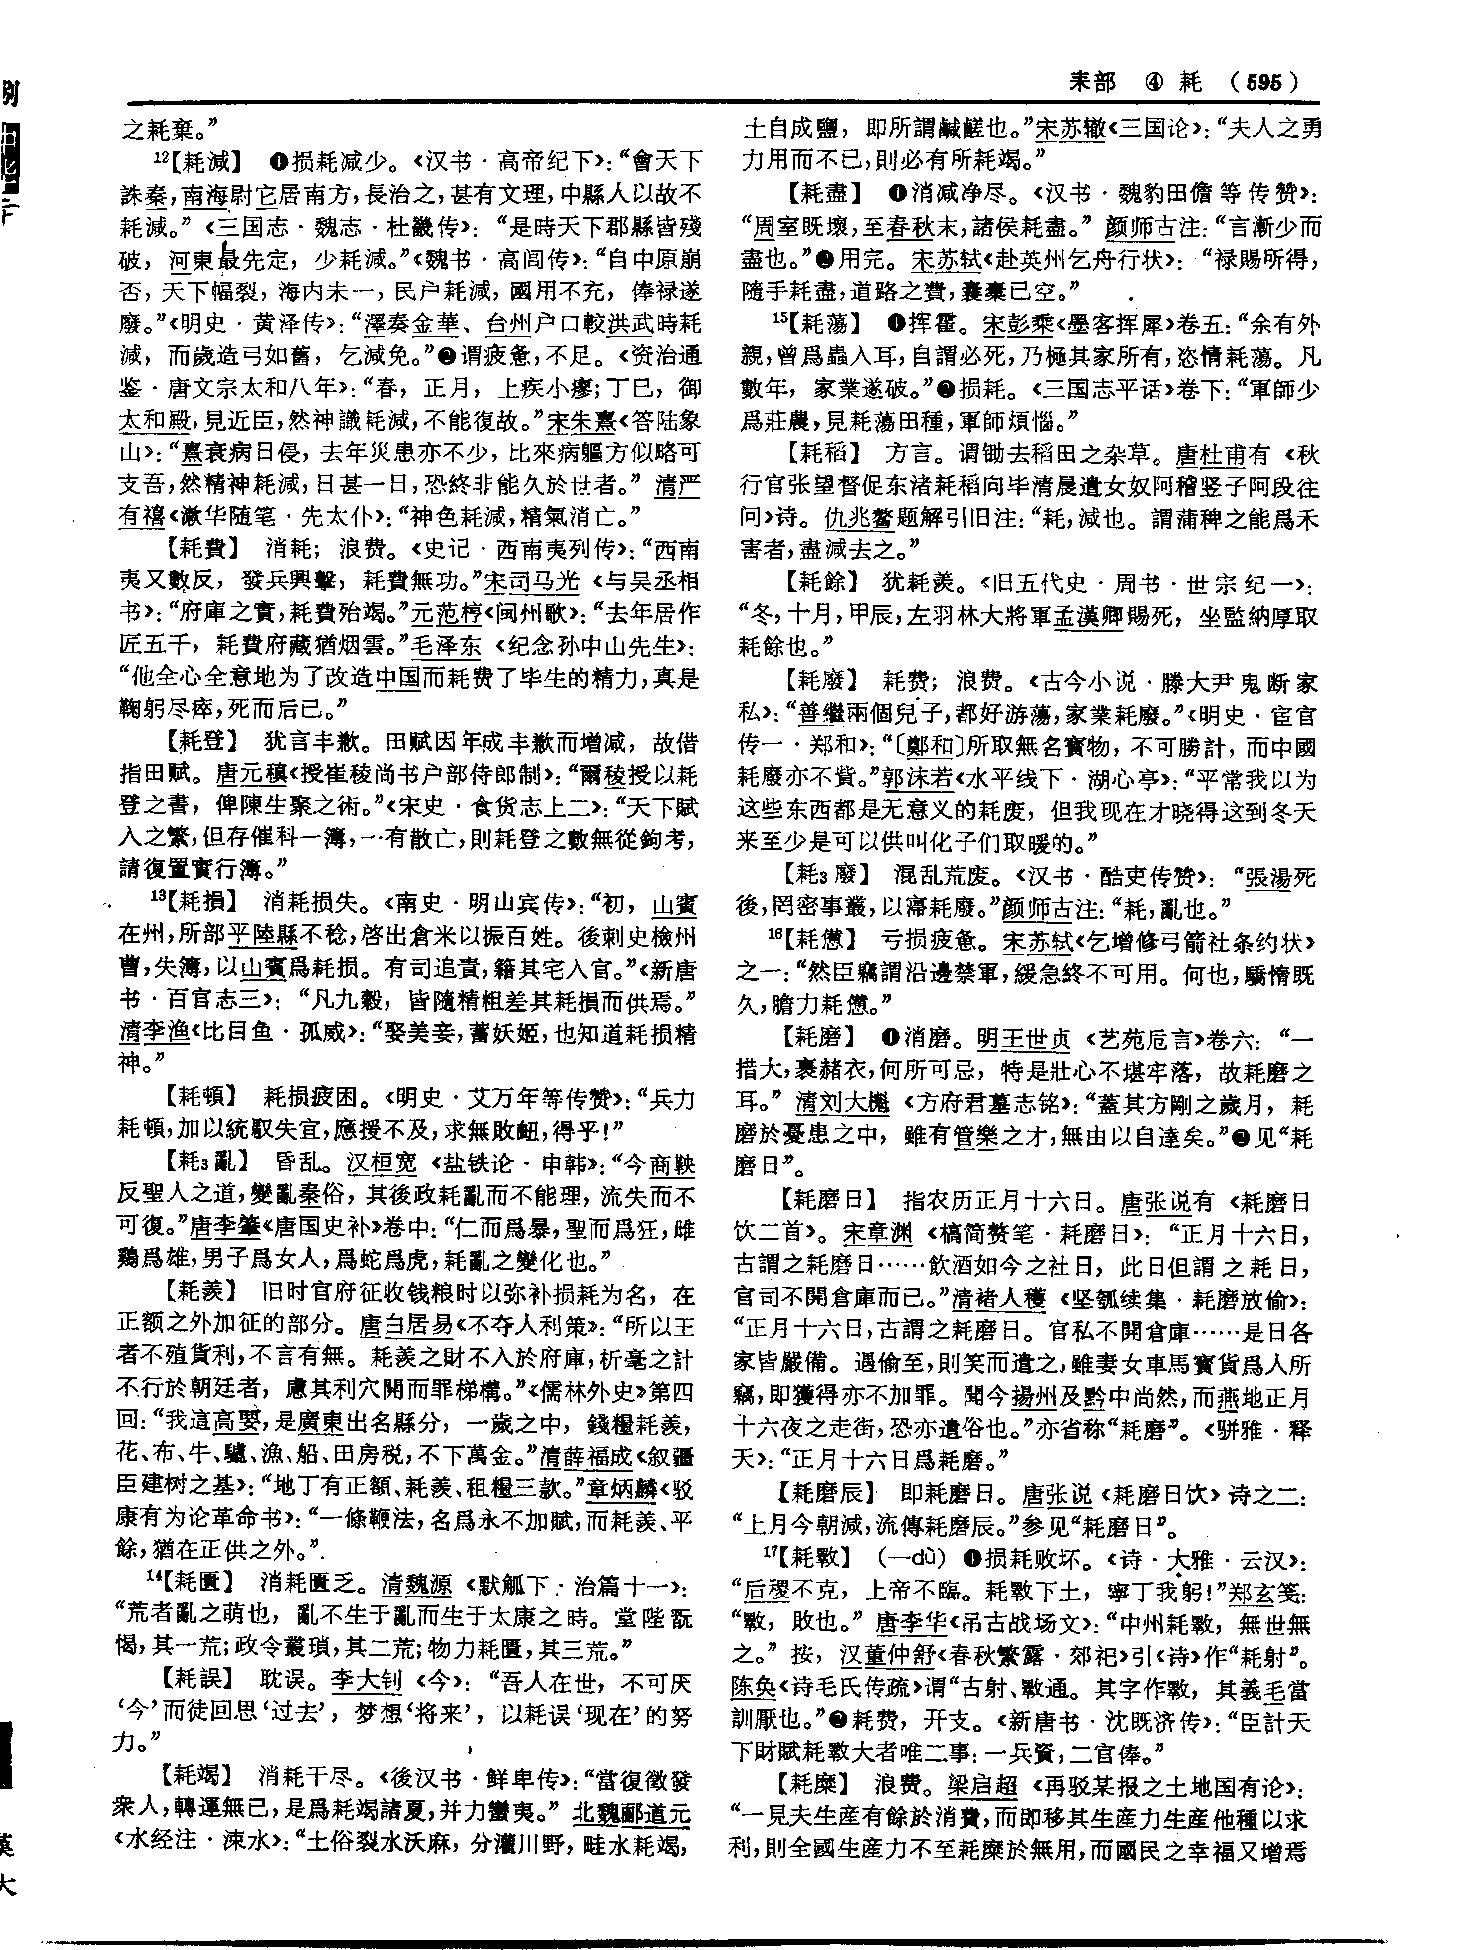 耒部 ④ 耗 （595）
之耗棄。”
12【耗减】 ❶损耗减少。《汉书·高帝纪下》：“會天下
誅秦，南海尉它居南方，長治之，甚有文理，中縣人以故不
耗減。”《三国志·魏志·杜畿传》：“是時天下郡縣皆殘
破，河東最先定，少耗減。”《魏书·高闾传》：“自中原崩
否，天下幅裂，海内未一，民户耗減，國用不充，俸禄遂
廢。”《明史·黄泽传》：“澤奏金華、台州户口較洪武時耗
減，而歲造弓如舊，乞減免。”❷谓疲惫，不足。《资治通
鉴·唐文宗太和八年》：“春，正月，上疾小瘳；丁巳，御
太和殿，見近臣，然神識耗減，不能復故。”宋朱熹《答陆象
山》：“熹衰病日侵，去年災患亦不少，比來病軀方似略可
支吾，然精神耗減，日甚一日，恐終非能久於世者。” 清严
有禧《漱华随笔·先太仆》：“神色耗減，精氣消亡。”
【耗費】 消耗；浪费。《史记·西南夷列传》：“西南
夷又數反，發兵興擊，耗費無功。”宋司马光《与吴丞相
书》：“府庫之實，耗費殆竭。”元范梈《闽州歌》：“去年居作
匠五千，耗費府藏猶烟雲。”毛泽东《纪念孙中山先生》：
“他全心全意地为了改造中国而耗费了毕生的精力，真是
鞠躬尽瘁，死而后已。”
【耗登】 犹言丰歉。田赋因年成丰歉而增减，故借
指田赋。唐元稹《授崔稜尚书户部侍郎制》：“爾稜授以耗
登之書，俾陳生聚之術。”《宋史·食货志上二》：“天下賦
入之繁，但存催科一簿，一有散亡，則耗登之數無從鉤考，
請復置實行簿。”
13【耗損】 消耗损失。《南史·明山宾传》：“初，山賓
在州，所部平陸縣不稔，啓出倉米以振百姓。後刺史檢州
曹，失簿，以山賓爲耗損。有司追責，籍其宅入官。”《新唐
书·百官志三》：“凡九穀，皆隨精粗差其耗損而供焉。”
清李渔《比目鱼·孤威》：“娶美妾，蓄妖姬，也知道耗损精
神。”
【耗頓】 耗损疲困。《明史·艾万年等传赞》：“兵力
耗頓，加以統馭失宜，應援不及，求無敗衄，得乎！”
【耗3亂】 昏乱。汉桓宽《盐铁论·申韩》：“今商鞅
反聖人之道，變亂秦俗，其後政耗亂而不能理，流失而不
可復。”唐李肇《唐国史补》卷中：“仁而爲暴，聖而爲狂，雌
鷄爲雄，男子爲女人，爲蛇爲虎，耗亂之變化也。”
【耗羨】 旧时官府征收钱粮时以弥补损耗为名，在
正额之外加征的部分。唐白居易《不夺人利策》：“所以王
者不殖貨利，不言有無。耗羨之財不入於府庫，析毫之計
不行於朝廷者，慮其利穴開而罪梯構。”《儒林外史》第四
回：“我這高要，是廣東出名縣分，一歲之中，錢糧耗羨，
花、布、牛、驢、漁、船、田房税，不下萬金。”清薛福成《叙疆
臣建树之基》：“地丁有正額、耗羨、租糧三款。”章炳麟《驳
康有为论革命书》：“一條鞭法，名爲永不加賦，而耗羨、平
餘，猶在正供之外。”
14【耗匱】 消耗匮乏。清魏源《默觚下·治篇十一》：
“荒者亂之萌也，亂不生于亂而生于太康之時。堂陛翫
愒，其一荒；政令叢瑣，其二荒；物力耗匱，其三荒。”
【耗誤】 耽误。李大钊《今》：“吾人在世，不可厌
‘今’而徒回思‘过去’，梦想‘将来’，以耗误‘现在’的努
力。”
【耗竭】 消耗干尽。《後汉书·鲜卑传》：“當復徵發
衆人，轉運無已，是爲耗竭諸夏，并力蠻夷。” 北魏郦道元
《水经注·涑水》：“土俗裂水沃麻，分灌川野，畦水耗竭，
土自成鹽，即所謂鹹鹺也。”宋苏辙《三国论》：“夫人之勇
力用而不已，則必有所耗竭。”
【耗盡】 ❶消减净尽。《汉书·魏豹田儋等传赞》：
“周室既壞，至春秋末，諸侯耗盡。” 颜师古注：“言漸少而
盡也。”❷用完。宋苏轼《赴英州乞舟行状》：“禄賜所得，
隨手耗盡，道路之費，囊橐已空。”
15【耗蕩】 ❶挥霍。宋彭乘《墨客挥犀》卷五：“余有外
親，曾爲蟲入耳，自謂必死，乃極其家所有，恣情耗蕩。凡
數年，家業遂破。”❷损耗。《三国志平话》卷下：“軍師少
爲莊農，見耗蕩田種，軍師煩惱。”
【耗稻】 方言。谓锄去稻田之杂草。唐杜甫有《秋
行官张望督促东渚耗稻向毕清晨遣女奴阿稽竖子阿段往
问》诗。仇兆鳌题解引旧注：“耗，減也。謂蒲稗之能爲禾
害者，盡減去之。”
【耗餘】 犹耗羡。《旧五代史·周书·世宗纪一》：
“冬，十月，甲辰，左羽林大將軍孟漢卿賜死，坐監納厚取
耗餘也。”
【耗廢】 耗费；浪费。《古今小说·滕大尹鬼断家
私》：“善繼兩個兒子，都好游蕩，家業耗廢。”《明史·宦官
传一·郑和》：“〔鄭和〕所取無名寶物，不可勝計，而中國
耗廢亦不貲。”郭沫若《水平线下·湖心亭》：“平常我以为
这些东西都是无意义的耗废，但我现在才晓得这到冬天
来至少是可以供叫化子们取暖的。”
【耗3廢】 混乱荒废。《汉书·酷吏传赞》：“張湯死
後，罔密事叢，以寖耗廢。”颜师古注：“耗，亂也。”
16【耗憊】 亏损疲惫。宋苏轼《乞增修弓箭社条约状》
之一：“然臣竊謂沿邊禁軍，緩急終不可用。何也，驕惰既
久，膽力耗憊。”
【耗磨】 ❶消磨。明王世贞《艺苑卮言》卷六：“一
措大，裹赭衣，何所可忌，特是壯心不堪牢落，故耗磨之
耳。” 清刘大櫆《方府君墓志铭》：“蓋其方剛之歲月，耗
磨於憂患之中，雖有管樂之才，無由以自達矣。”❷见“耗
磨日”。
【耗磨日】 指农历正月十六日。唐张说有《耗磨日
饮二首》。宋章渊《槁简赘笔·耗磨日》：“正月十六日，
古謂之耗磨日……飲酒如今之社日，此日但謂之耗日，
官司不開倉庫而已。”清褚人穫《坚瓠续集·耗磨放偷》：
“正月十六日，古謂之耗磨日。官私不開倉庫……是日各
家皆嚴備。遇偷至，則笑而遣之，雖妻女車馬寶貨爲人所
竊，即獲得亦不加罪。聞今揚州及黔中尚然，而燕地正月
十六夜之走街，恐亦遺俗也。”亦省称“耗磨”。《骈雅·释
天》：“正月十六日爲耗磨。”
【耗磨辰】 即耗磨日。唐张说《耗磨日饮》诗之二：
“上月今朝減，流傳耗磨辰。”参见“耗磨日”。
17【耗斁】 （—dù）❶损耗败坏。《诗·大雅·云汉》：
“后稷不克，上帝不臨。耗斁下土，寧丁我躬！”郑玄笺：
“斁，敗也。” 唐李华《吊古战场文》：“中州耗斁，無世無
之。” 按，汉董仲舒《春秋繁露·郊祀》引《诗》作“耗射”。
陈奂《诗毛氏传疏》谓“古射、斁通。其字作斁，其義毛當
訓厭也。”❷耗费，开支。《新唐书·沈既济传》：“臣計天
下財賦耗斁大者唯二事：一兵資，二官俸。”
【耗糜】 浪费。梁启超《再驳某报之土地国有论》：
“一見夫生産有餘於消費，而即移其生産力生産他種以求
利，則全國生産力不至耗糜於無用，而國民之幸福又增焉